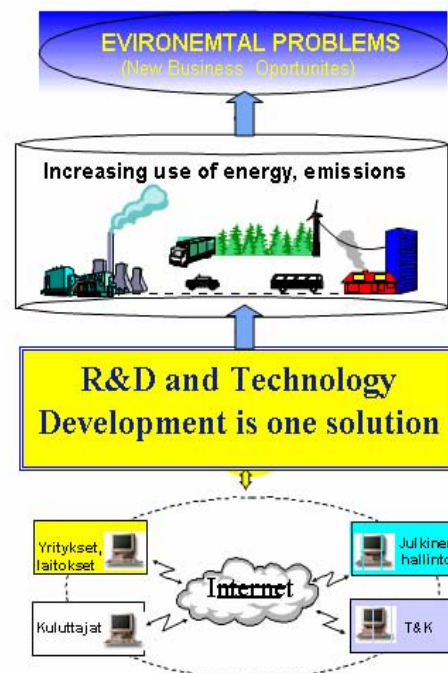 EVIRONEMTAL PROBLEMS
(New Business Oportunites)
Increasing use of energy, emissions
R&D and Technology
Development is one solution
Yritykset,
laitokset
Julkinen
hallinto
Internet
Kuluttajat
T&K